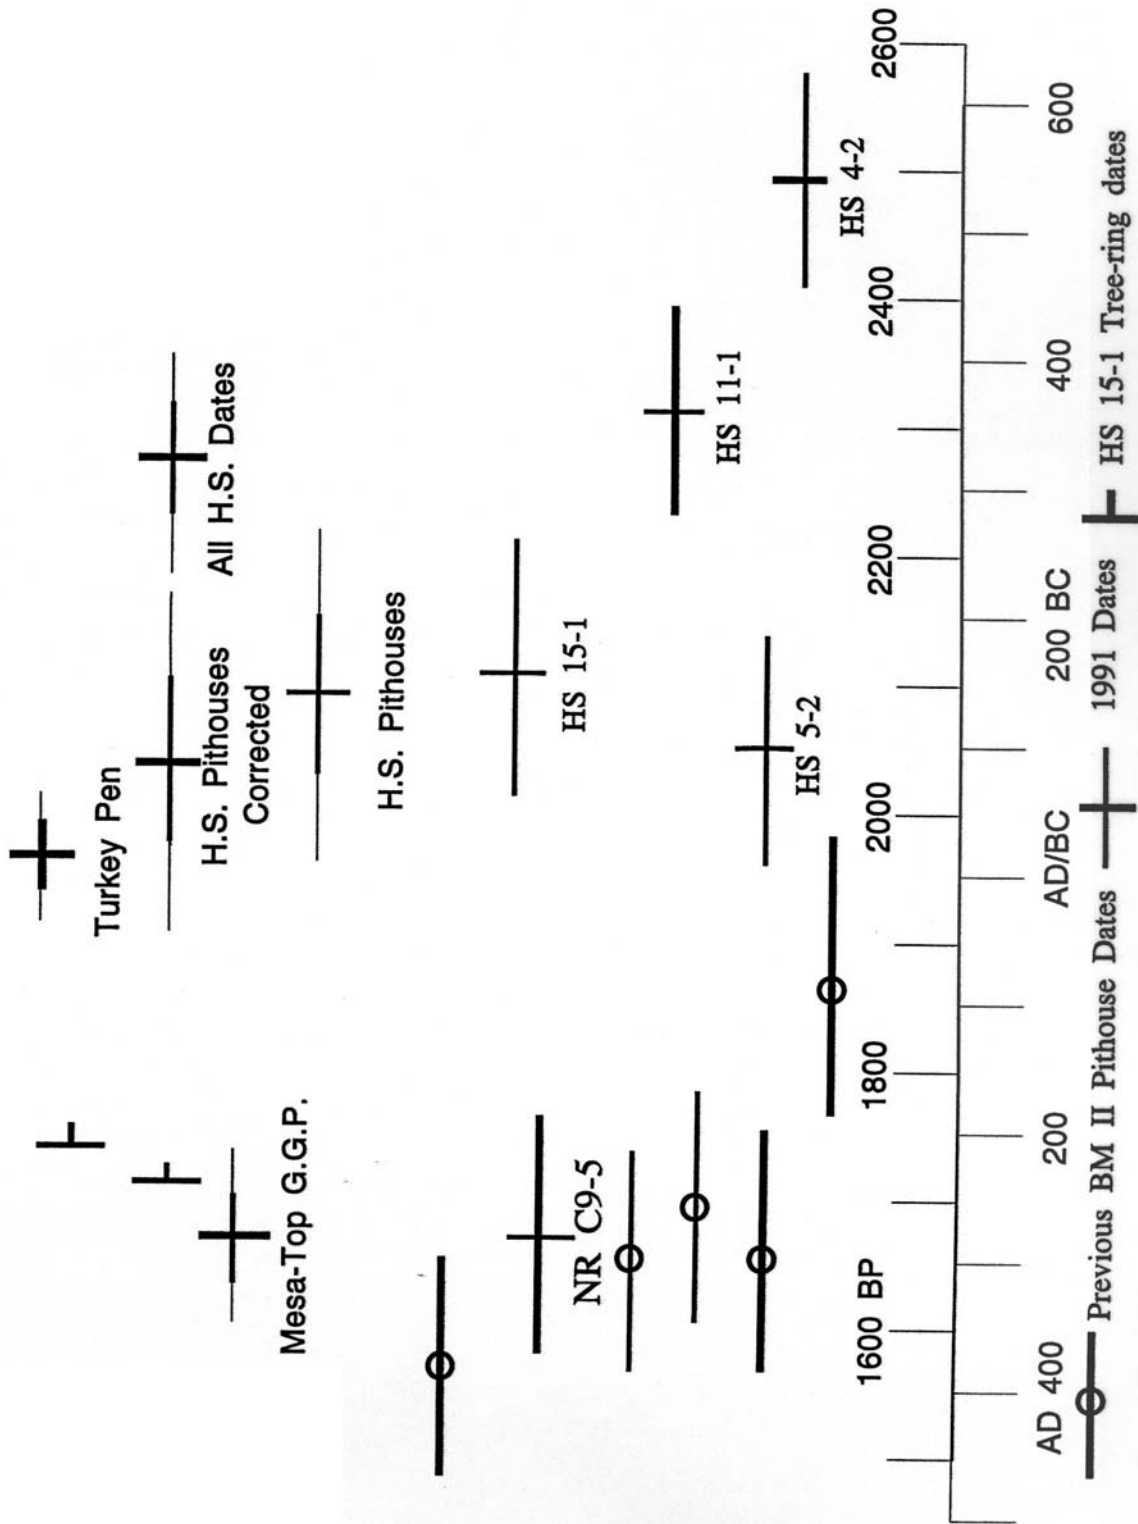 Turkey Pen
H.S. Pithouses
Corrected
All H.S. Dates
Mesa-Top G.G.P.
H.S. Pithouses
HS 15-1
NR C9-5
HS 11-1
HS 5-2
HS 4-2
1600 BP 1800 2000 2200 2400 2600
AD 400 200 AD/BC 200 BC 400 600
Previous BM II Pithouse Dates 1991 Dates HS 15-1 Tree-ring dates